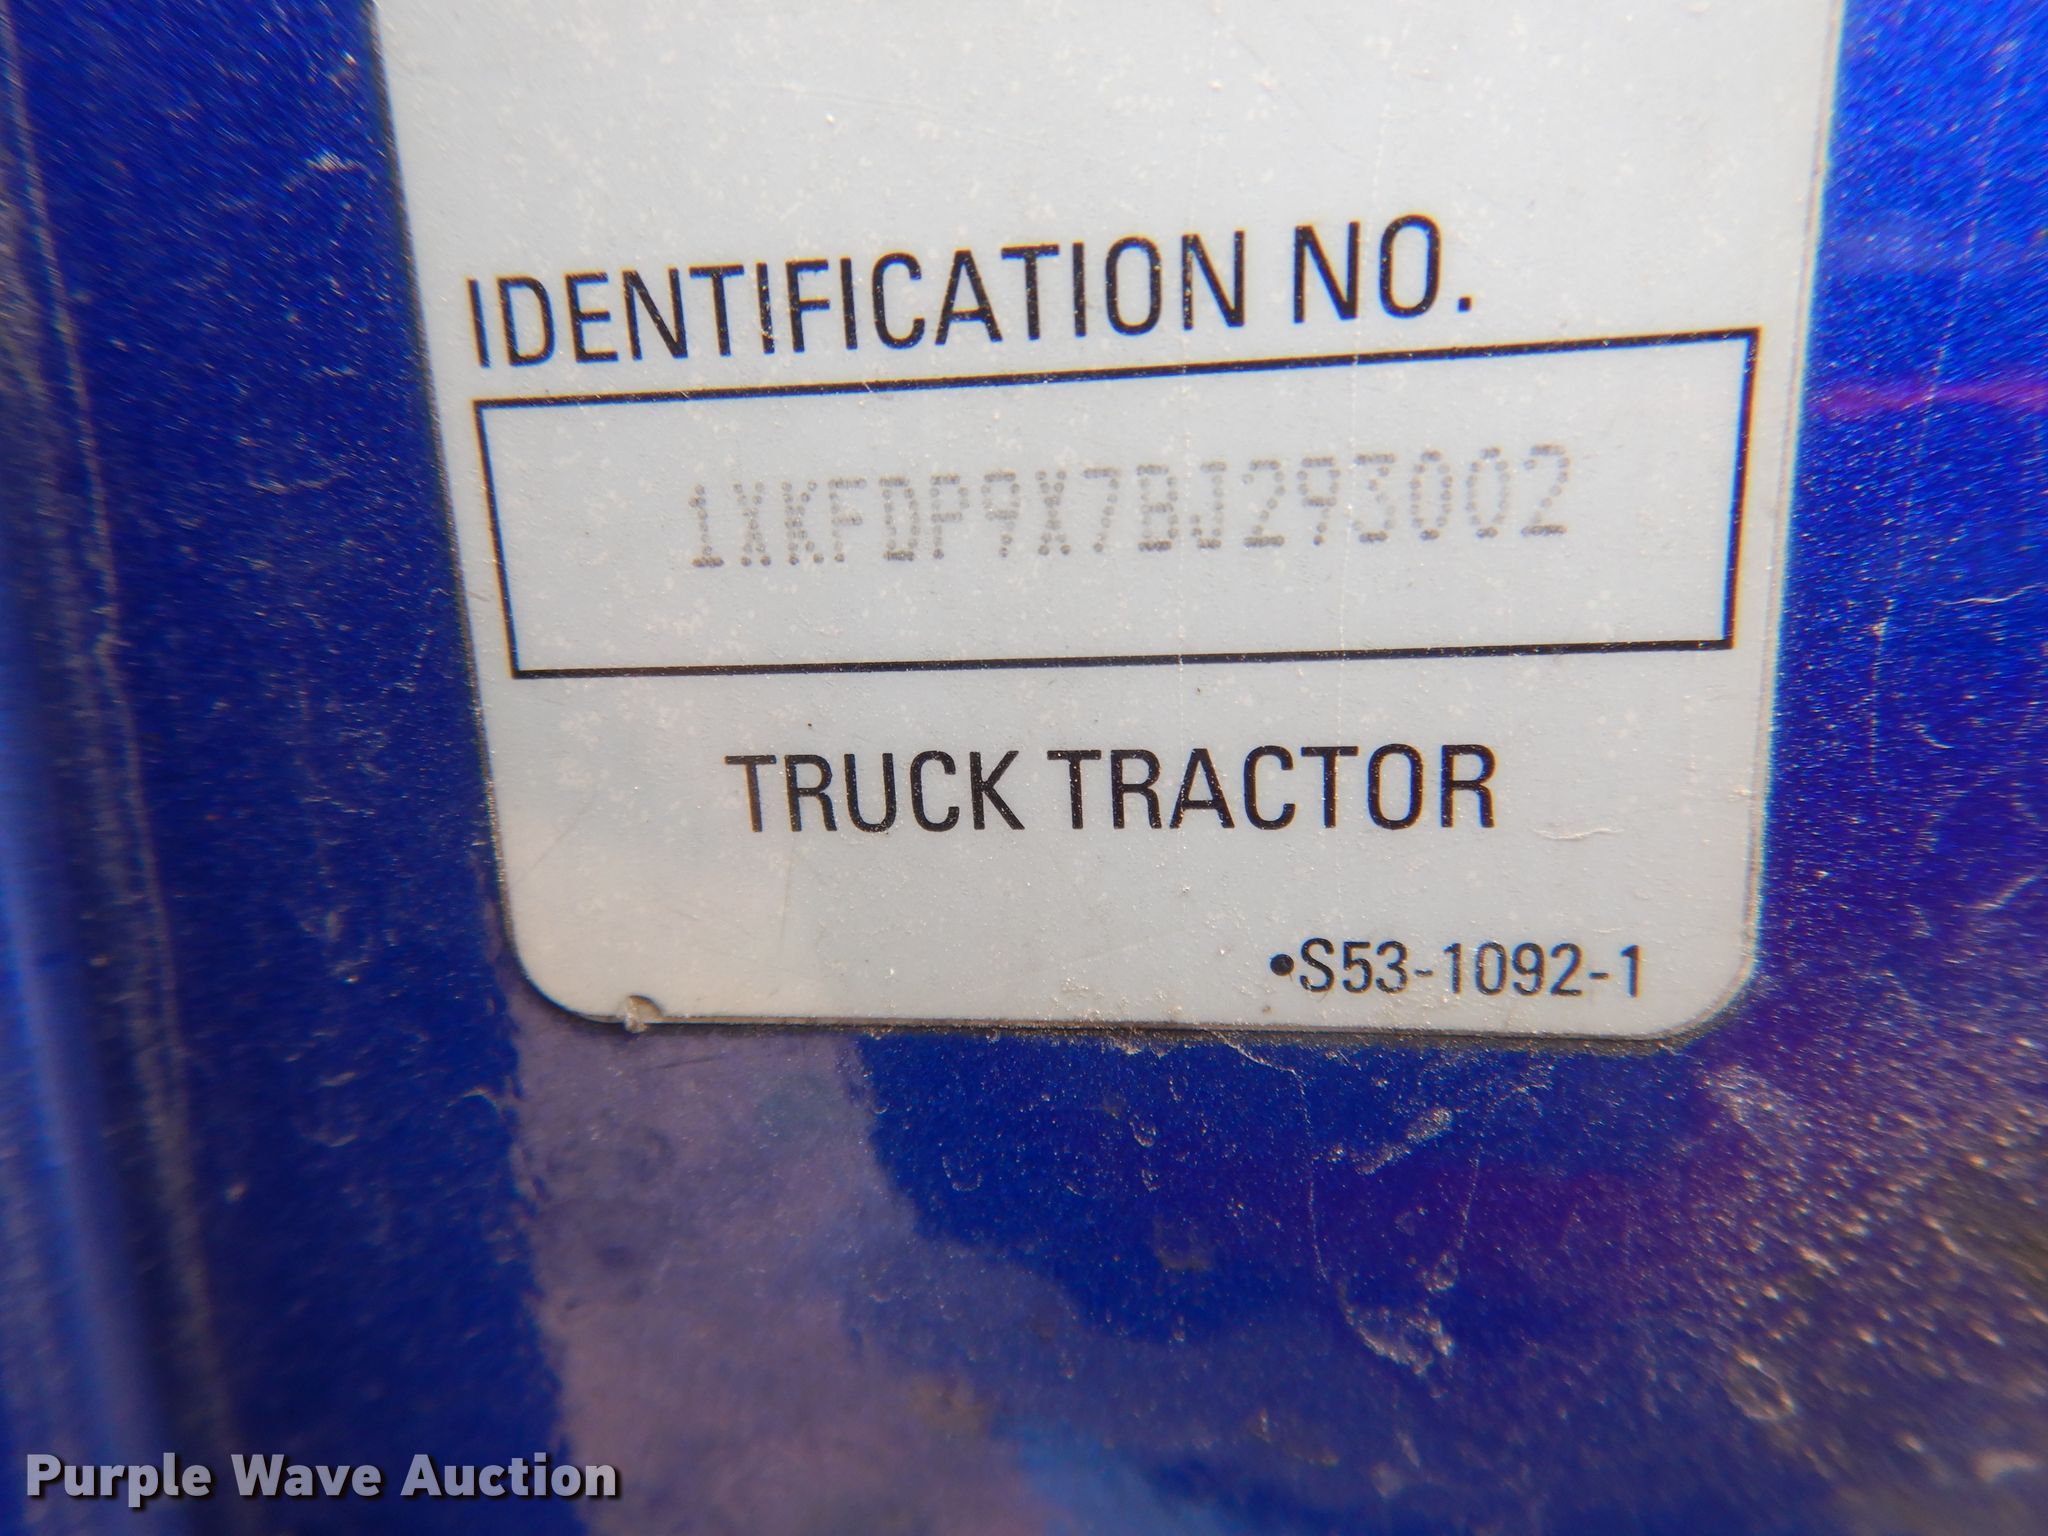 IDENTIFICATION NO.
1XKFDP9X7BJ293002
TRUCK TRACTOR
•S53-1092-1
Purple Wave Auction